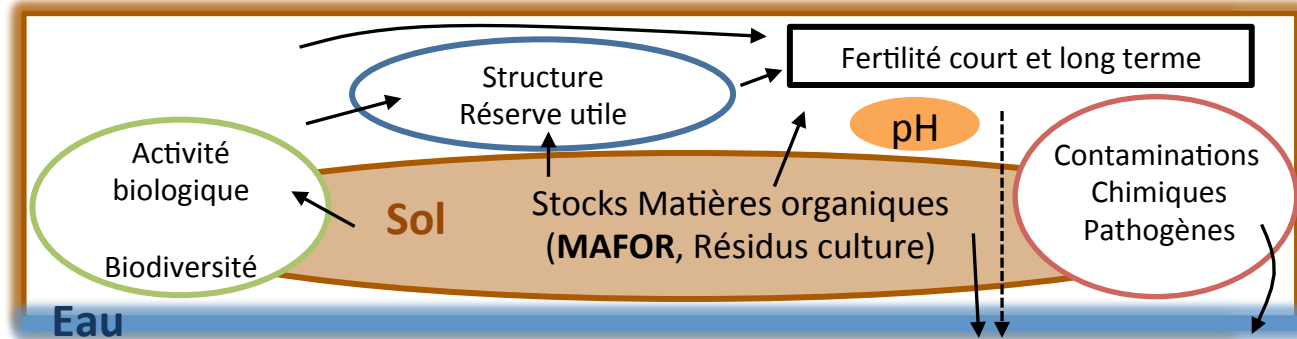 Fertilité court et long terme
Structure
Réserve utile
pH
Activité
biologique
Biodiversité
Sol
Stocks Matières organiques
(MAFOR, Résidus culture)
Contaminations
Chimiques
Pathogènes
Eau